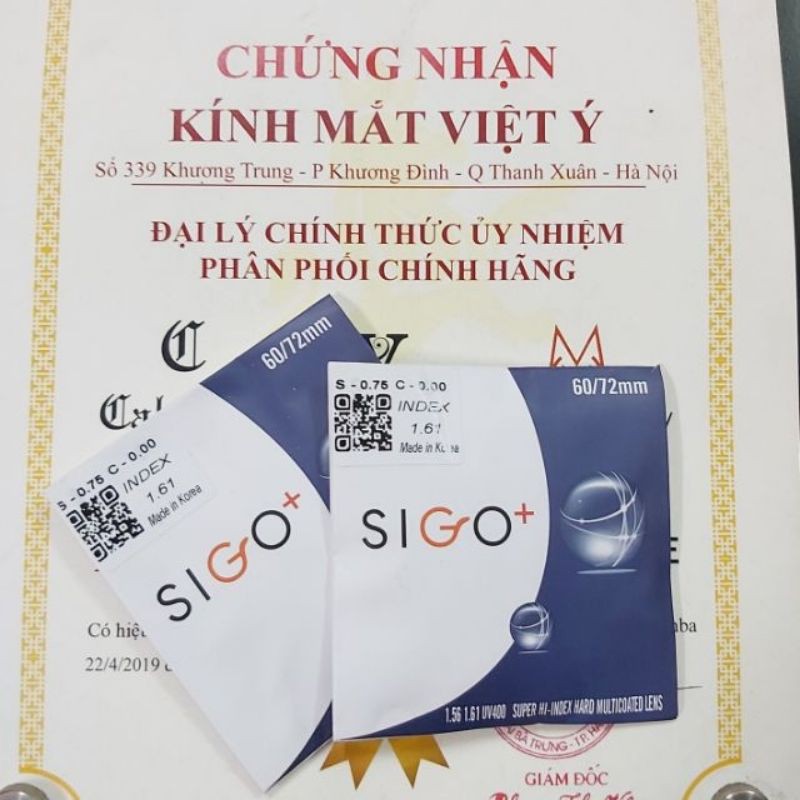 CHỨNG NHẬN
KÍNH MẮT VIỆT Ý
Số 339 Khương Trung - P Khương Đình - Q Thanh Xuân - Hà Nội
ĐẠI LÝ CHÍNH THỨC ỦY NHIỆM
PHÂN PHỐI CHÍNH HÃNG
60/72mm
S - 0.75 C - 0.00
INDEX
1.61
Made in Korea
SIGO+
60/72mm
S - 0.75 C - 0.00
INDEX
1.61
Made in
SIGO+
1.56 1.61 UV400 SUPER HI-INDEX HARD MULTICOATED LENS
Có
22/4/2019
BÀ TRƯNG - T.P.
GIÁM ĐỐC